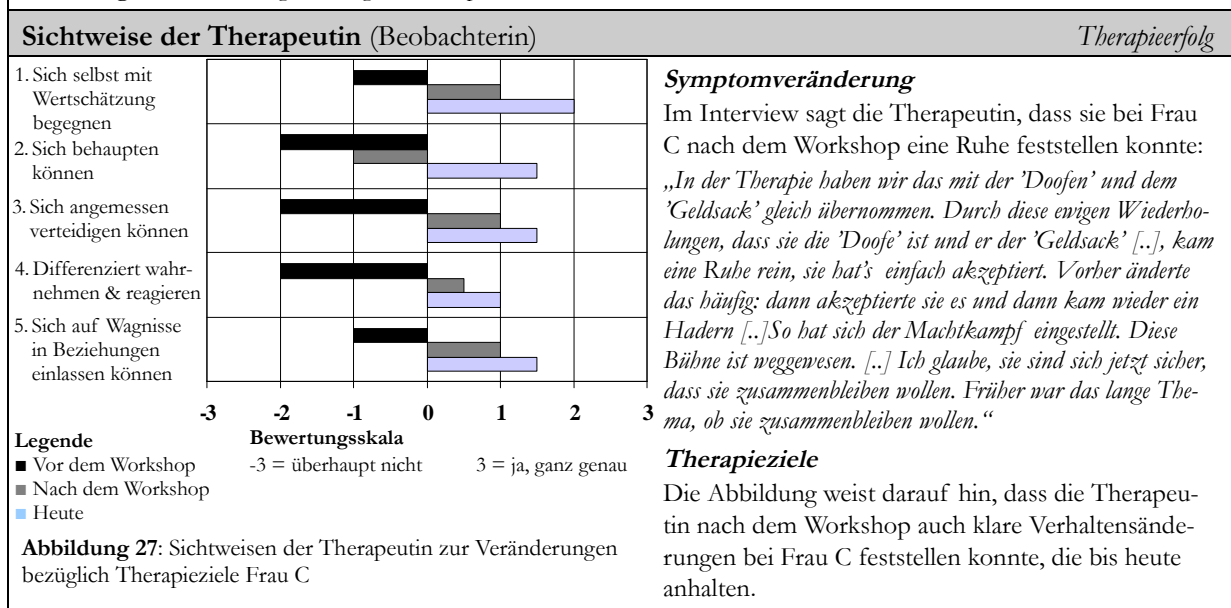 Sichtweise der Therapeutin (Beobachterin) Therapieerfolg
1. Sich selbst mit
Wertschätzung
begegnen
2. Sich behaupten
können
3. Sich angemessen
verteidigen können
4. Differenziert wahr-
nehmen & reagieren
5. Sich auf Wagnisse
in Beziehungen
einlassen können
-3 -2 -1 0 1 2 3
Legende
■ Vor dem Workshop
■ Nach dem Workshop
■ Heute
Bewertungsskala
-3 = überhaupt nicht 3 = ja, ganz genau
Abbildung 27: Sichtweisen der Therapeutin zur Veränderungen
bezüglich Therapieziele Frau C
Symptomveränderung
Im Interview sagt die Therapeutin, dass sie bei Frau
C nach dem Workshop eine Ruhe feststellen konnte:
„In der Therapie haben wir das mit der ’Doofen’ und dem
’Geldsack’ gleich übernommen. Durch diese ewigen Wiederho-
lungen, dass sie die ’Doofe’ ist und er der ’Geldsack’ [..], kam
eine Ruhe rein, sie hat’s einfach akzeptiert. Vorher änderte
das häufig: dann akzeptierte sie es und dann kam wieder ein
Hadern [..]So hat sich der Machtkampf eingestellt. Diese
Bühne ist weggewesen. [..] Ich glaube, sie sind sich jetzt sicher,
dass sie zusammenbleiben wollen. Früher war das lange The-
ma, ob sie zusammenbleiben wollen.“
Therapieziele
Die Abbildung weist darauf hin, dass die Therapeu-
tin nach dem Workshop auch klare Verhaltensände-
rungen bei Frau C feststellen konnte, die bis heute
anhalten.